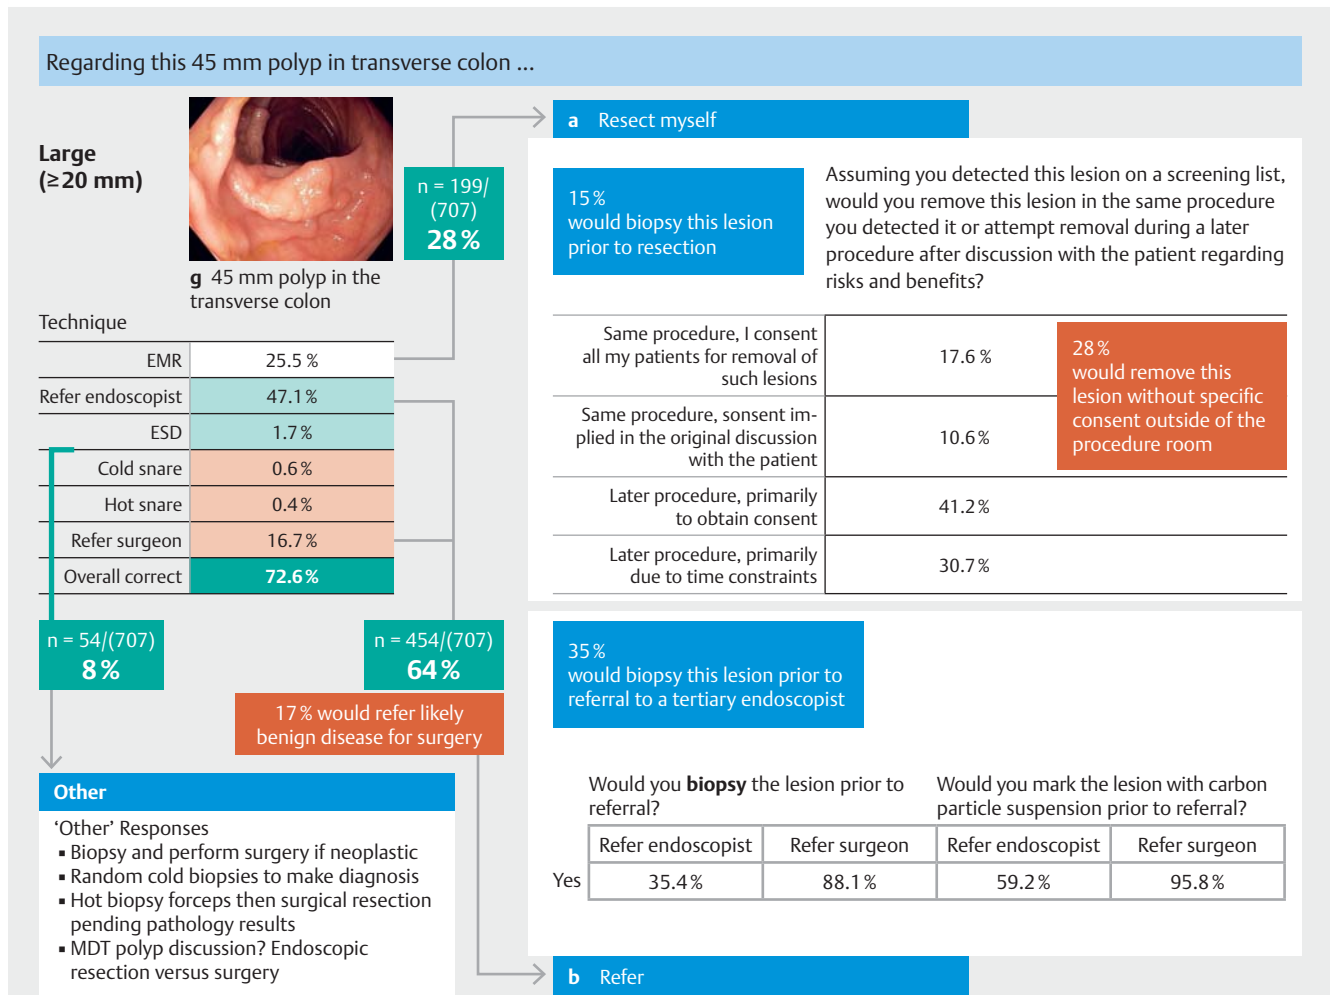 Regarding this 45 mm polyp in transverse colon ...
Large
(≥20 mm)
g 45 mm polyp in the
transverse colon
n = 199/
(707)
28 %
Technique
EMR 25.5 %
Refer endoscopist 47.1 %
ESD 1.7 %
Cold snare 0.6 %
Hot snare 0.4 %
Refer surgeon 16.7 %
Overall correct 72.6 %
n = 54/(707)
8 %
n = 454/(707)
64 %
17 % would refer likely
benign disease for surgery
Other
‘Other’ Responses
▪ Biopsy and perform surgery if neoplastic
▪ Random cold biopsies to make diagnosis
▪ Hot biopsy forceps then surgical resection
pending pathology results
▪ MDT polyp discussion? Endoscopic
resection versus surgery
a Resect myself
15 %
would biopsy this lesion
prior to resection
Assuming you detected this lesion on a screening list,
would you remove this lesion in the same procedure
you detected it or attempt removal during a later
procedure after discussion with the patient regarding
risks and benefits?
Same procedure, I consent
all my patients for removal of
such lesions
17.6 %
Same procedure, sonsent im-
plied in the original discussion
with the patient
10.6 %
Later procedure, primarily
to obtain consent
41.2 %
Later procedure, primarily
due to time constraints
30.7 %
28 %
would remove this
lesion without specific
consent outside of the
procedure room
35 %
would biopsy this lesion prior to
referral to a tertiary endoscopist
Would you biopsy the lesion prior to
referral?
Would you mark the lesion with carbon
particle suspension prior to referral?
Refer endoscopist Refer surgeon Refer endoscopist Refer surgeon
Yes 35.4 % 88.1 % 59.2 % 95.8 %
b Refer